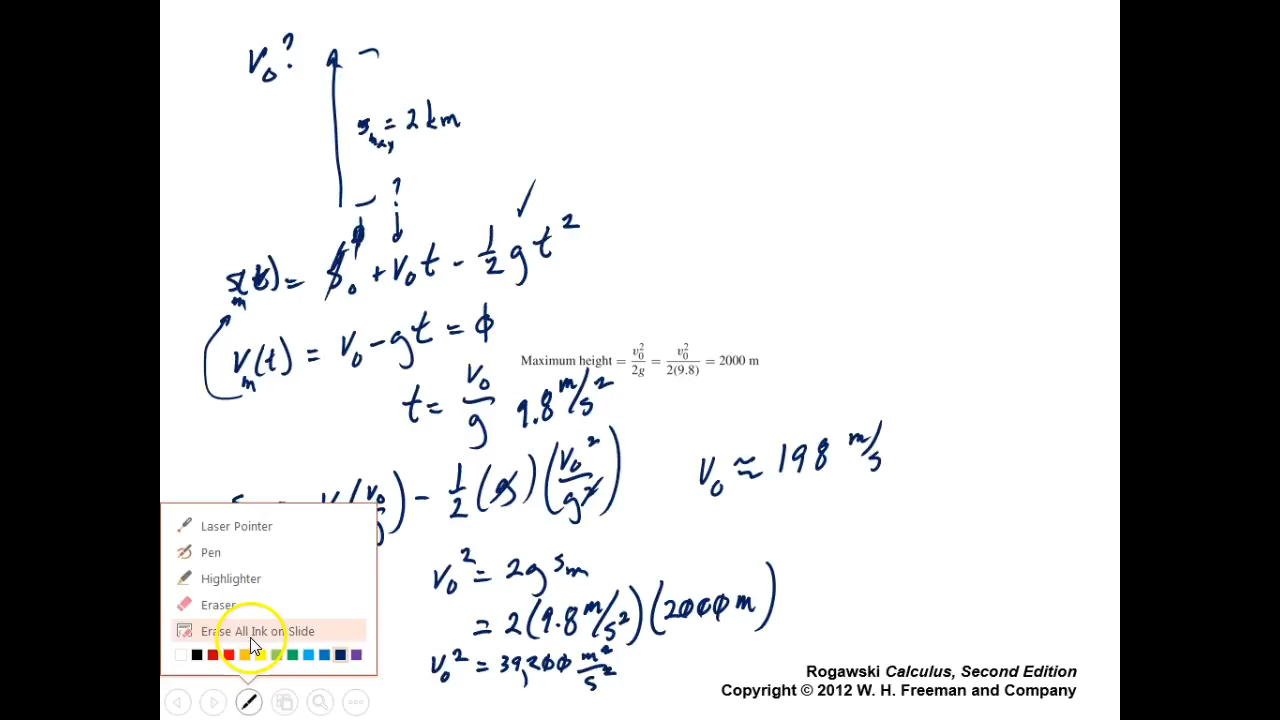 v₀?
s_max = 2 km
?
s_m(t) = s₀ + v₀t - ½gt²
v_m(t) = v₀ - gt = 0
Maximum height = v₀²/2g = v₀²/2(9.8) = 2000 m
t = v₀/g 9.8 m/s²
- ½(g)(v₀²/g²)
v₀ ≈ 198 m/s
Laser Pointer
Pen
Highlighter
Eraser
Erase All Ink on Slide
v₀² = 2g s_m
= 2(9.8 m/s²)(2000 m)
v₀² = 39,200 m²/s²
Rogawski Calculus, Second Edition
Copyright © 2012 W. H. Freeman and Company